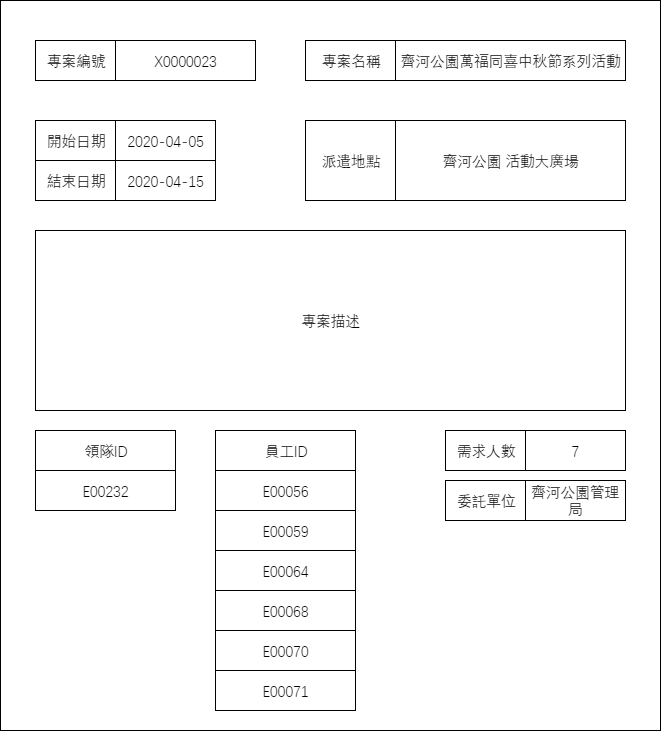 專案編號 X0000023 專案名稱 齊河公園萬福同喜中秋節系列活動
開始日期 2020-04-05
結束日期 2020-04-15
派遣地點 齊河公園 活動大廣場
專案描述
領隊ID
E00232
員工ID
E00056
E00059
E00064
E00068
E00070
E00071
需求人數 7
委託單位 齊河公園管理
局